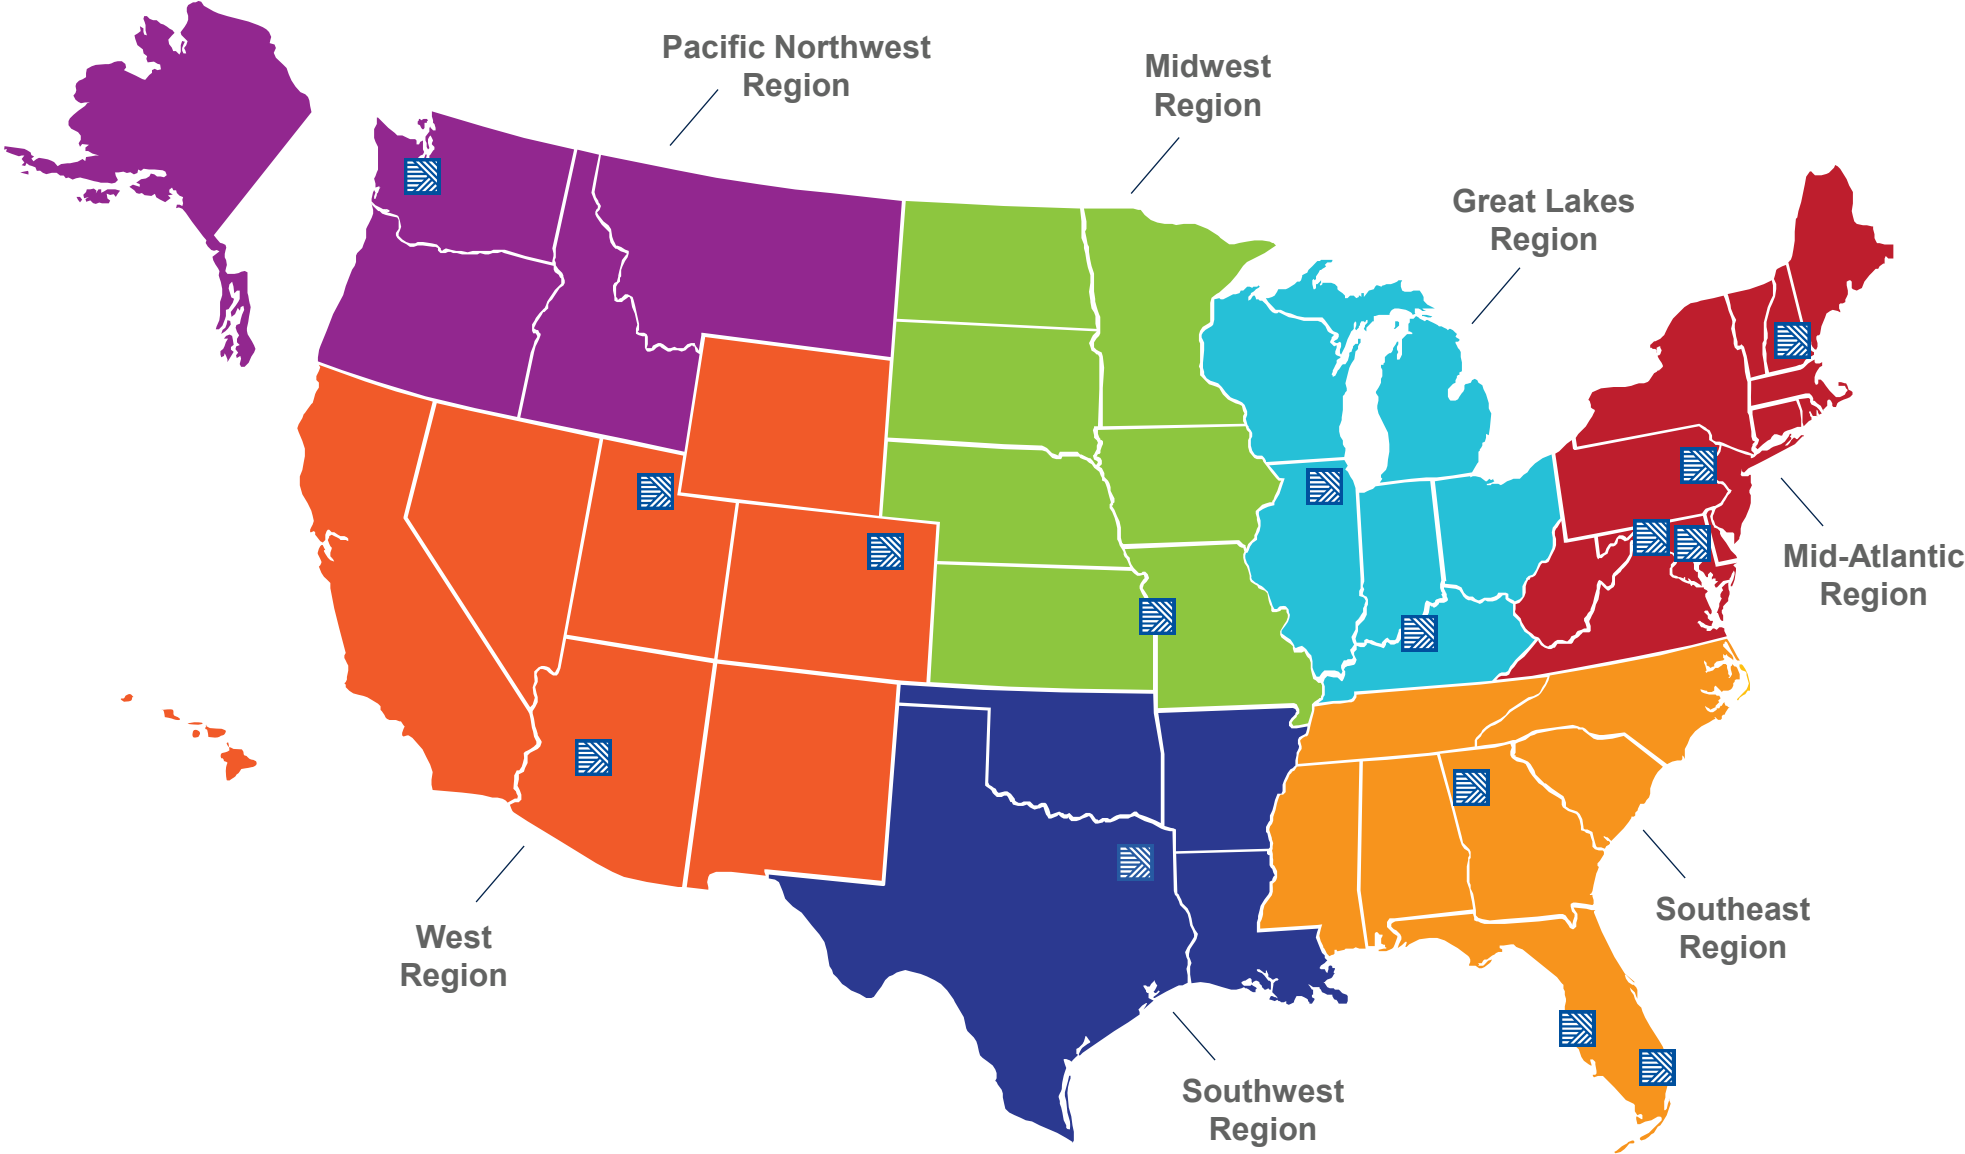 Pacific Northwest
Region
Midwest
Region
Great Lakes
Region
Mid-Atlantic
Region
West
Region
Southeast
Region
Southwest
Region